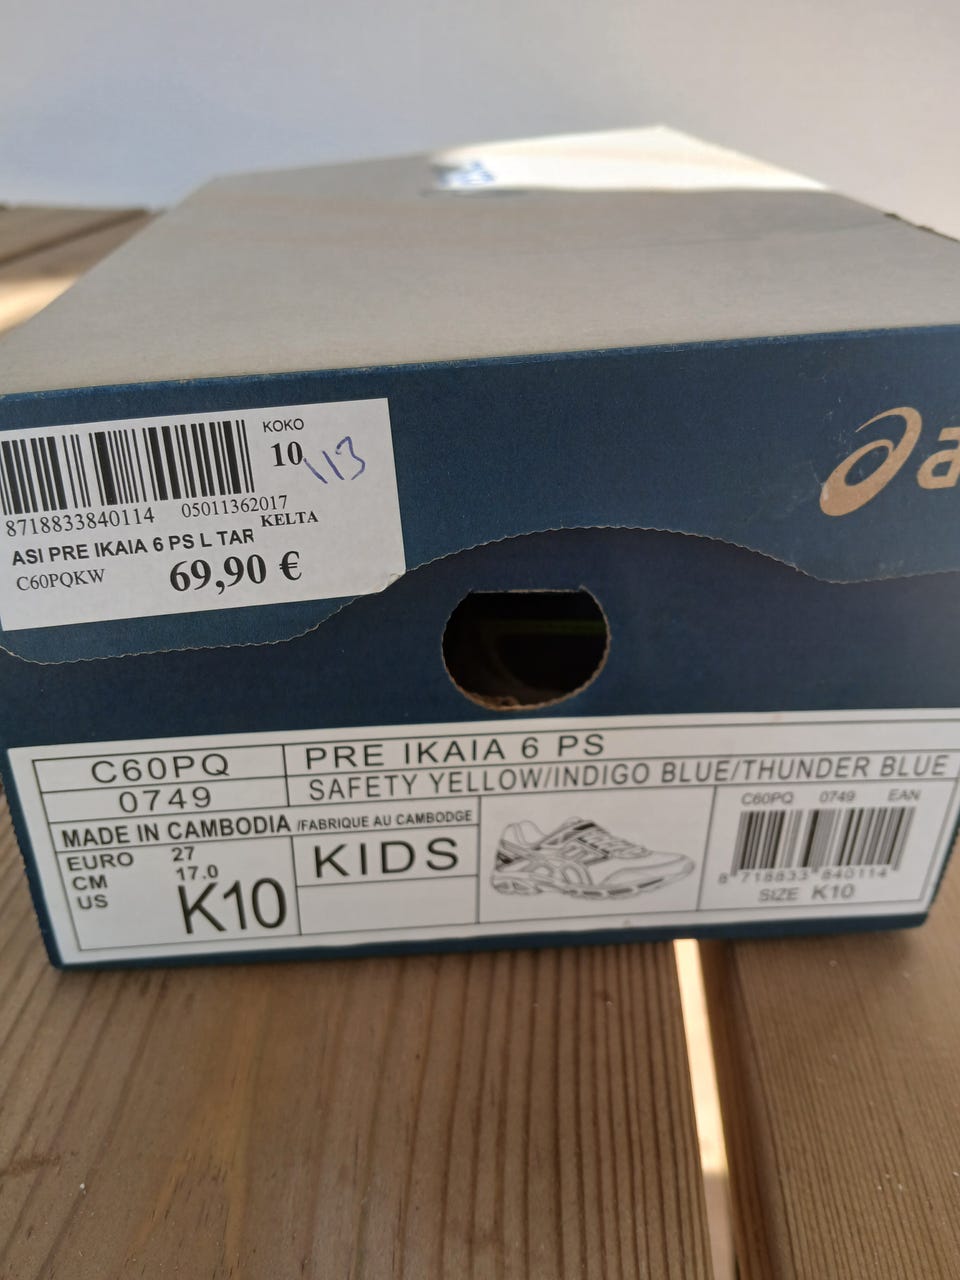 KOKO
10
113
8718833840114 05011362017
KELTA
ASI PRE IKAIA 6 PS L TAR
C60PQKW 69,90 €
C60PQ PRE IKAIA 6 PS
0749 SAFETY YELLOW/INDIGO BLUE/THUNDER BLUE
MADE IN CAMBODIA /FABRIQUE AU CAMBODGE
EURO 27
CM 17.0
US K10
KIDS
C60PQ 0749 EAN
8 718833 840114
SIZE K10